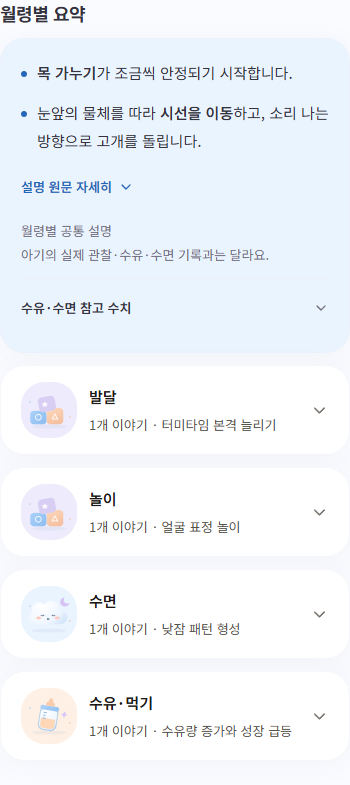 월령별 요약
목 가누기가 조금씩 안정되기 시작합니다.
눈앞의 물체를 따라 시선을 이동하고, 소리 나는
방향으로 고개를 돌립니다.
설명 원문 자세히
월령별 공통 설명
아기의 실제 관찰·수유·수면 기록과는 달라요.
수유·수면 참고 수치
발달
1개 이야기 · 터미타임 본격 늘리기
놀이
1개 이야기 · 얼굴 표정 놀이
수면
1개 이야기 · 낮잠 패턴 형성
수유·먹기
1개 이야기 · 수유량 증가와 성장 급등